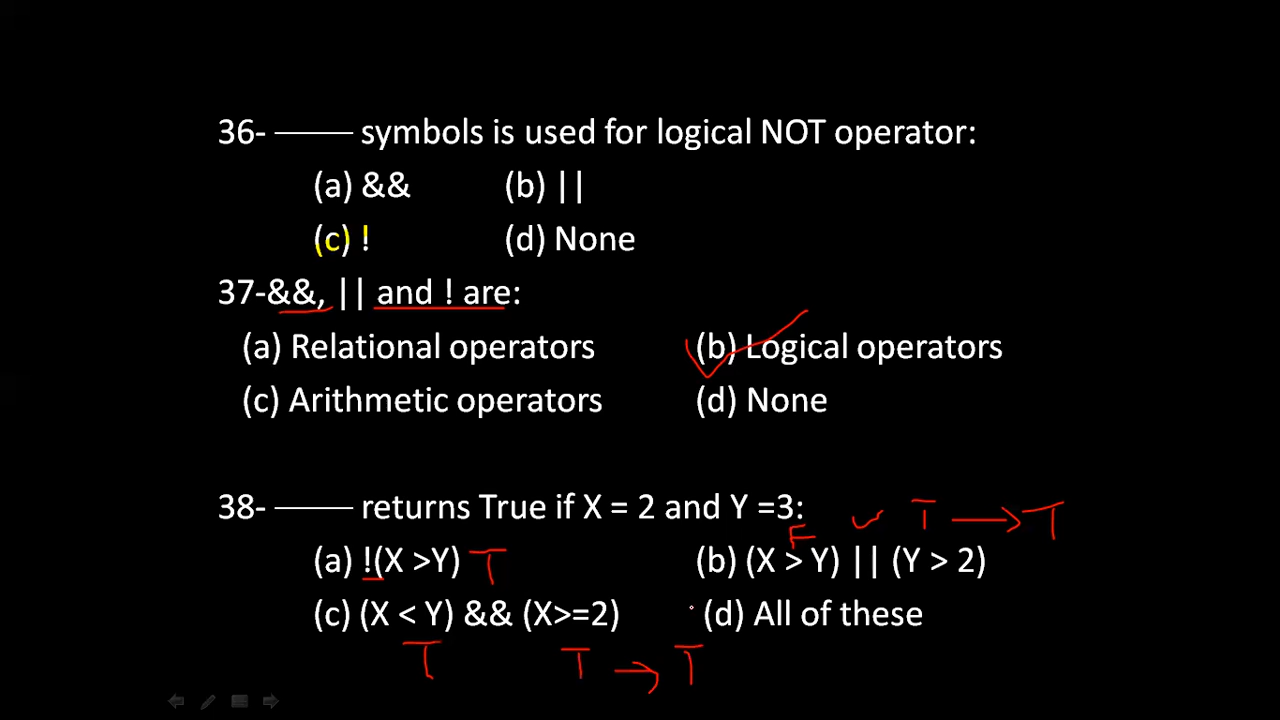 36- ——— symbols is used for logical NOT operator:
(a) && (b) ||
(c) ! (d) None
37-&&, || and ! are:
(a) Relational operators (b) Logical operators
(c) Arithmetic operators (d) None
38- ——— returns True if X = 2 and Y =3:
F T → T
(a) !(X >Y) T (b) (X > Y) || (Y > 2)
(c) (X < Y) && (X>=2) (d) All of these
T T → T